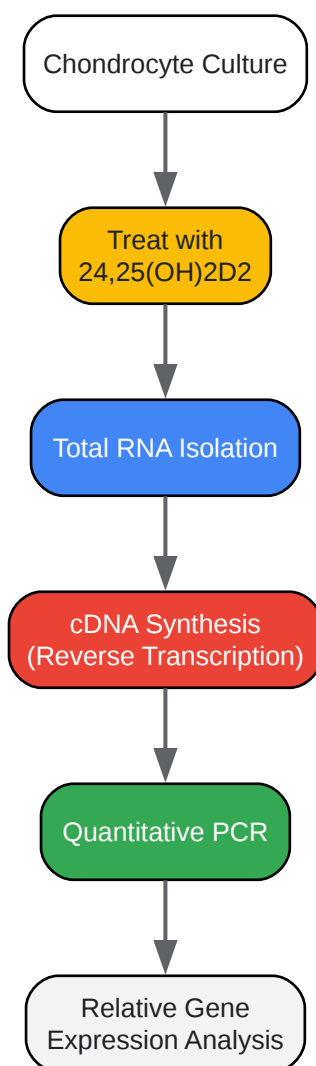 Chondrocyte Culture
Treat with
24,25(OH)2D2
Total RNA Isolation
cDNA Synthesis
(Reverse Transcription)
Quantitative PCR
Relative Gene
Expression Analysis